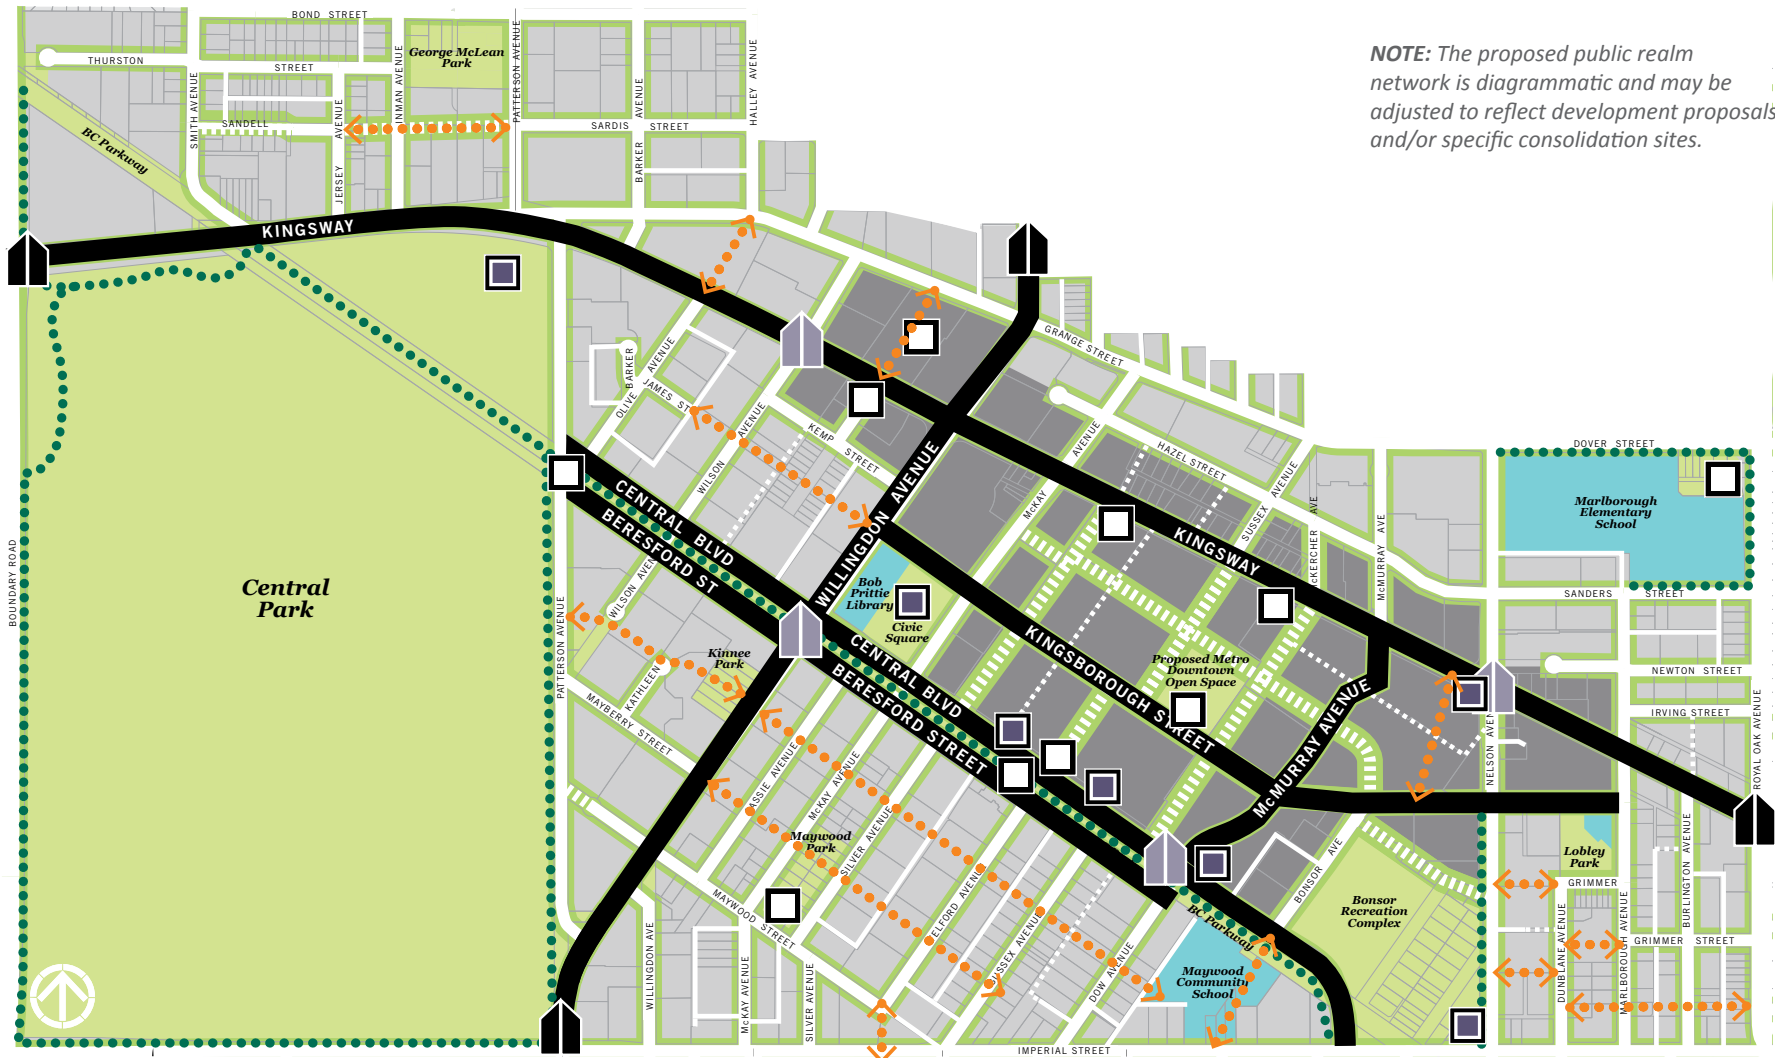 BOND STREET
THURSTON
STREET
George McLean
Park
SMITH AVENUE
JERSEY
AVENUE
INMAN AVENUE
PATTERSON AVENUE
BARKER
AVENUE
HALLEY AVENUE
SANDELL
SARDIS STREET
BC Parkway
NOTE: The proposed public realm
network is diagrammatic and may be
adjusted to reflect development proposals
and/or specific consolidation sites.
KINGSWAY
GRANGE STREET
BARKER
OLIVE AVENUE
JAMES ST
KEMP STREET
WILSON AVENUE
WILLINGDON AVENUE
McKAY AVENUE
HAZEL STREET
SUSSEX AVENUE
McKERCHER AVE
McMURRAY AVE
DOVER STREET
Marlborough
Elementary
School
KINGSWAY
CENTRAL BLVD
BERESFORD ST
Central
Park
BOUNDARY ROAD
PATTERSON AVENUE
WILSON AVEN
Bob
Prittie
Library
Civic
Square
Kinnee
Park
KATHLEEN
MAYBERRY STREET
CENTRAL BLVD
BERESFORD STREET
KINGSBOROUGH STREET
Proposed Metro
Downtown
Open Space
McMURRAY AVENUE
SANDERS STREET
NEWTON STREET
IRVING STREET
NELSON AVEN
ROYAL OAK AVENUE
ASSIE AVENUE
McKAY AVENUE
SILVER AVENUE
Maywood
Park
MAYWOOD STREET
ELFORD AVENU
SUSSEX AVENUE
DOW AVENUE
BC Parkway
Maywood
Community
School
BONSOR AVE
Bonsor
Recreation
Complex
Lobley
Park
GRIMMER
GRIMMER STREET
DUNBLANE AVENUE
MARLBOROUGH AVENUE
BURLINGTON AVENUE
WILLINGDON AVE
McKAY AVENUE
SILVER AVENUE
IMPERIAL STREET